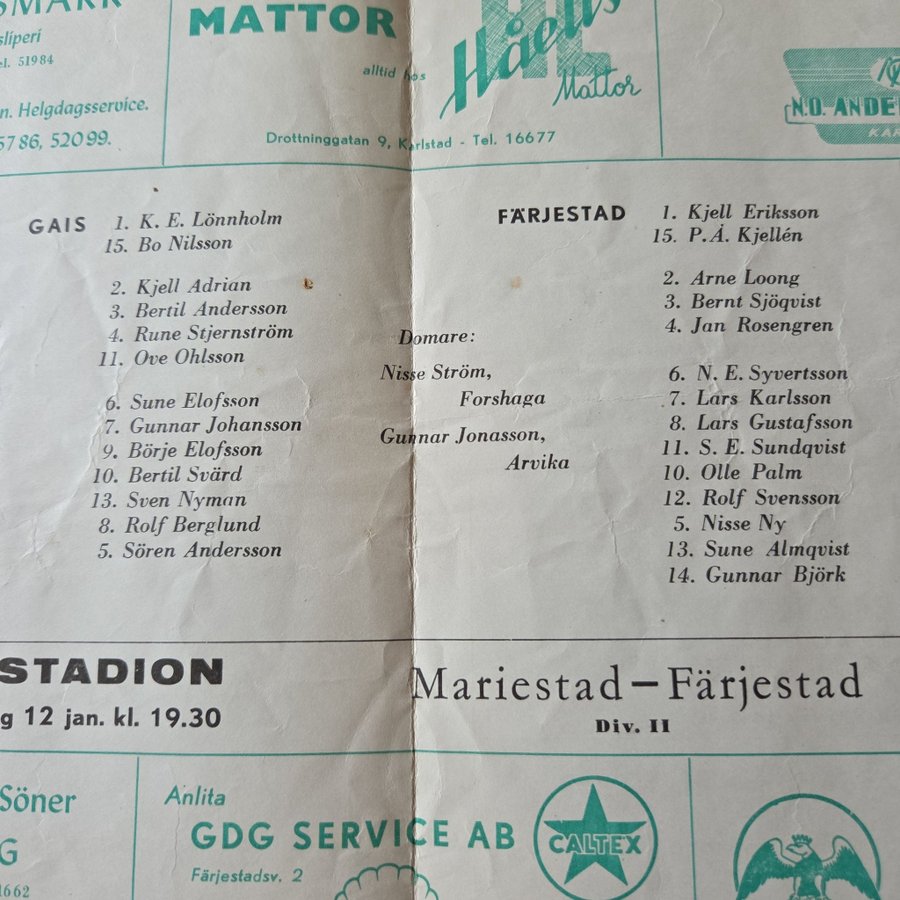 MATTOR
alltid hos
Håells
Mattor
Drottninggatan 9, Karlstad - Tel. 16677
sliperi
el. 51984
n. Helgdagsservice.
5786, 52099.
N.O. ANDE
KAR
GAIS
1. K. E. Lönnholm
15. Bo Nilsson
2. Kjell Adrian
3. Bertil Andersson
4. Rune Stjernström
11. Ove Ohlsson
6. Sune Elofsson
7. Gunnar Johansson
9. Börje Elofsson
10. Bertil Svärd
13. Sven Nyman
8. Rolf Berglund
5. Sören Andersson
Domare:
Nisse Ström,
Forshaga
Gunnar Jonasson,
Arvika
FÄRJESTAD
1. Kjell Eriksson
15. P.Å. Kjellén
2. Arne Loong
3. Bernt Sjöqvist
4. Jan Rosengren
6. N. E. Syvertsson
7. Lars Karlsson
8. Lars Gustafsson
11. S. E. Sundqvist
10. Olle Palm
12. Rolf Svensson
5. Nisse Ny
13. Sune Almqvist
14. Gunnar Björk
STADION
g 12 jan. kl. 19.30
Mariestad—Färjestad
Div. II
Söner
G
1662
Anlita
GDG SERVICE AB
Färjestadsv. 2
CALTEX